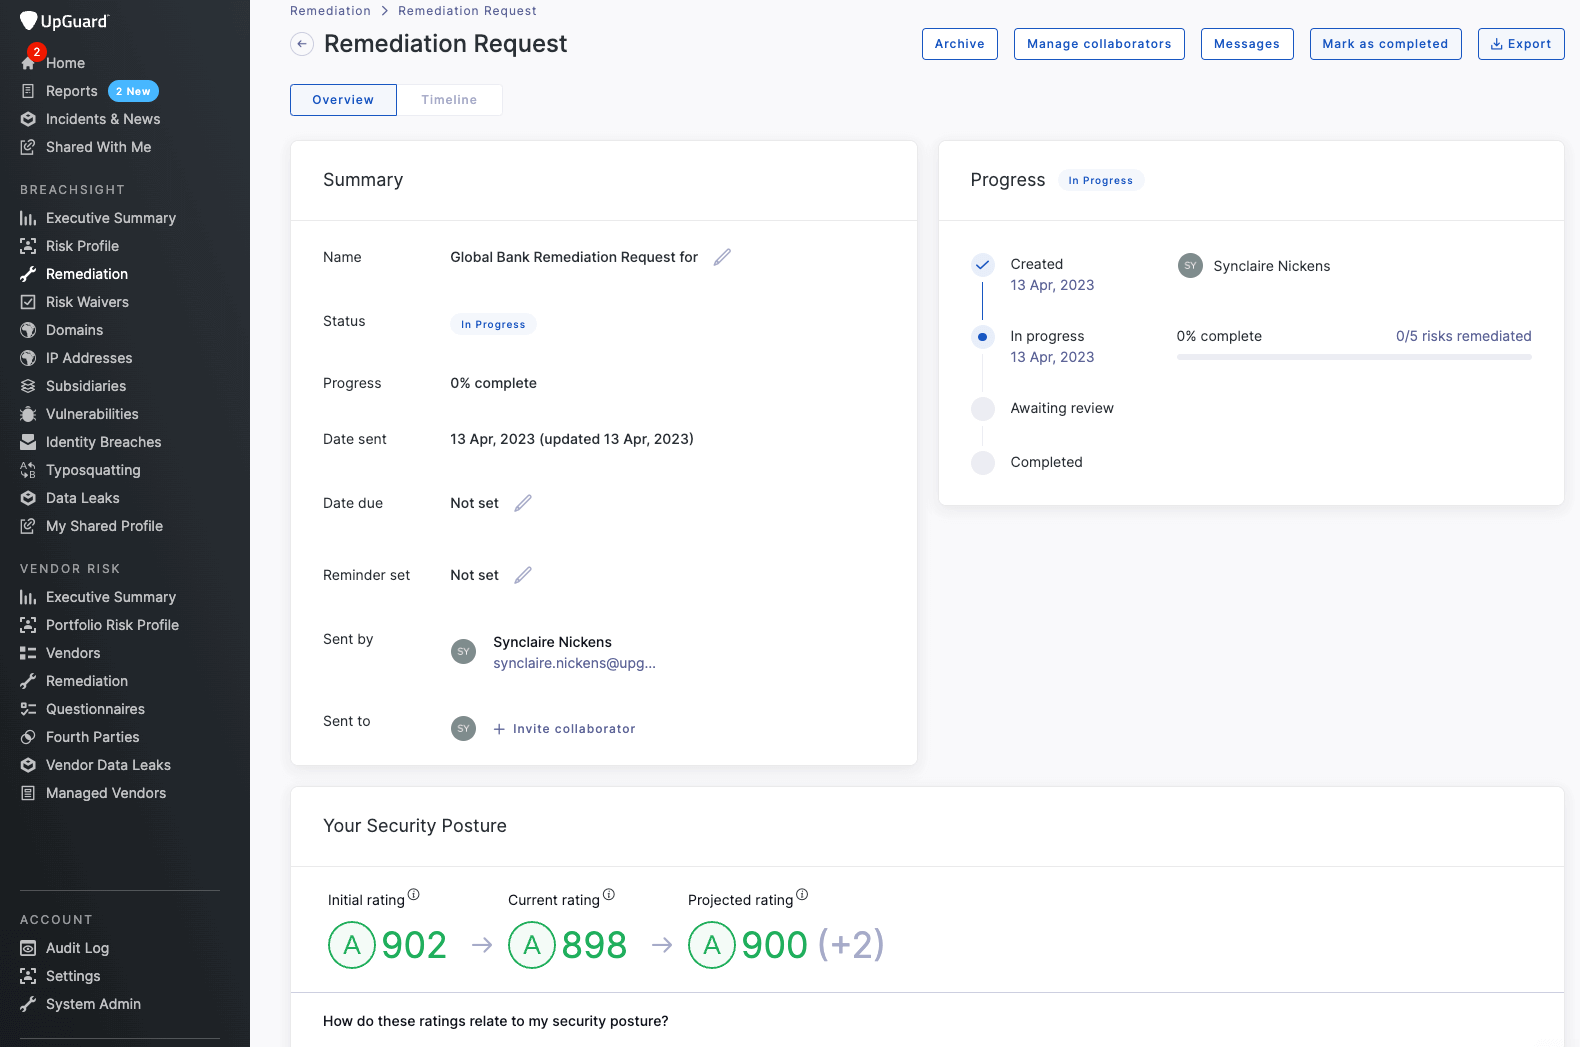 UpGuard
2
Home
Reports 2 New
Incidents & News
Shared With Me
BREACHSIGHT
Executive Summary
Risk Profile
Remediation
Risk Waivers
Domains
IP Addresses
Subsidiaries
Vulnerabilities
Identity Breaches
Typosquatting
Data Leaks
My Shared Profile
VENDOR RISK
Executive Summary
Portfolio Risk Profile
Vendors
Remediation
Questionnaires
Fourth Parties
Vendor Data Leaks
Managed Vendors
ACCOUNT
Audit Log
Settings
System Admin
Remediation > Remediation Request
Remediation Request
Archive
Manage collaborators
Messages
Mark as completed
Export
Overview
Timeline
Summary
Name Global Bank Remediation Request for
Status In Progress
Progress 0% complete
Date sent 13 Apr, 2023 (updated 13 Apr, 2023)
Date due Not set
Reminder set Not set
Sent by SY Synclaire Nickens
synclaire.nickens@upg...
Sent to SY + Invite collaborator
Progress In Progress
Created SY Synclaire Nickens
13 Apr, 2023
In progress 0% complete 0/5 risks remediated
13 Apr, 2023
Awaiting review
Completed
Your Security Posture
Initial rating Current rating Projected rating
A 902 → A 898 → A 900 (+2)
How do these ratings relate to my security posture?